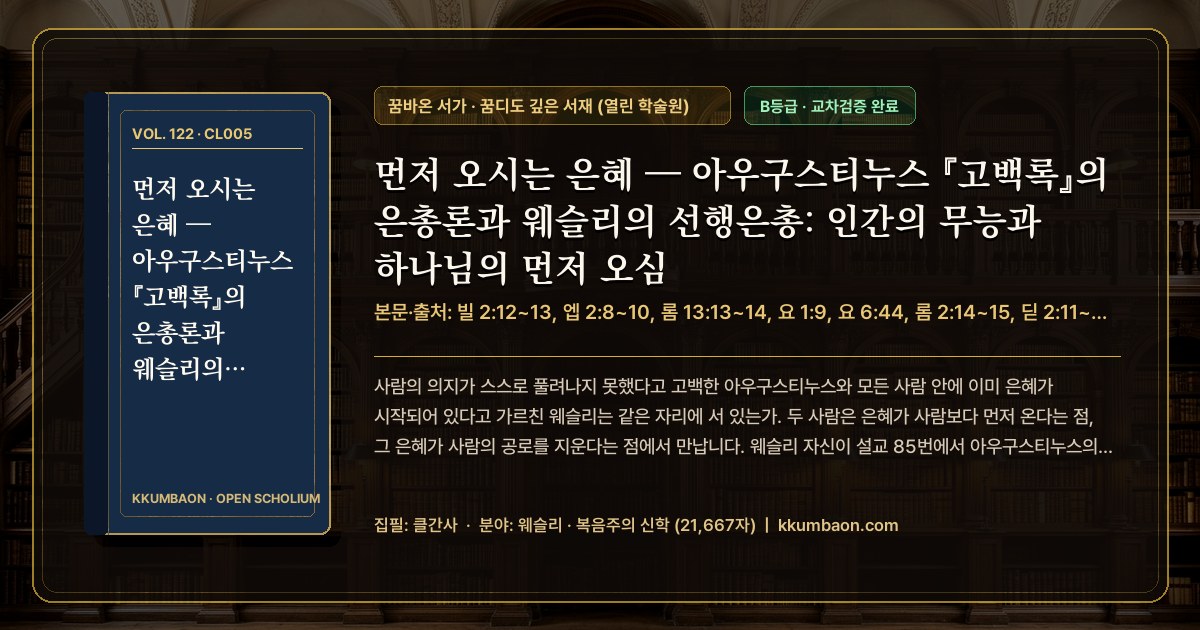 VOL. 122 · CL005
먼저 오시는
은혜 —
아우구스티누스
『고백록』의
은총론과
웨슬리의…
KKUMBAON · OPEN SCHOLIUM
꿈바온 서가 · 꿈디도 깊은 서재 (열린 학술원)
B등급 · 교차검증 완료
먼저 오시는 은혜 — 아우구스티누스 『고백록』의
은총론과 웨슬리의 선행은총: 인간의 무능과
하나님의 먼저 오심
본문·출처: 빌 2:12~13, 엡 2:8~10, 롬 13:13~14, 요 1:9, 요 6:44, 롬 2:14~15, 딛 2:11~...
사람의 의지가 스스로 풀려나지 못했다고 고백한 아우구스티누스와 모든 사람 안에 이미 은혜가
시작되어 있다고 가르친 웨슬리는 같은 자리에 서 있는가. 두 사람은 은혜가 사람보다 먼저 온다는 점,
그 은혜가 사람의 공로를 지운다는 점에서 만납니다. 웨슬리 자신이 설교 85번에서 아우구스티누스의...
집필: 클간사 · 분야: 웨슬리 · 복음주의 신학 (21,667자) | kkumbaon.com